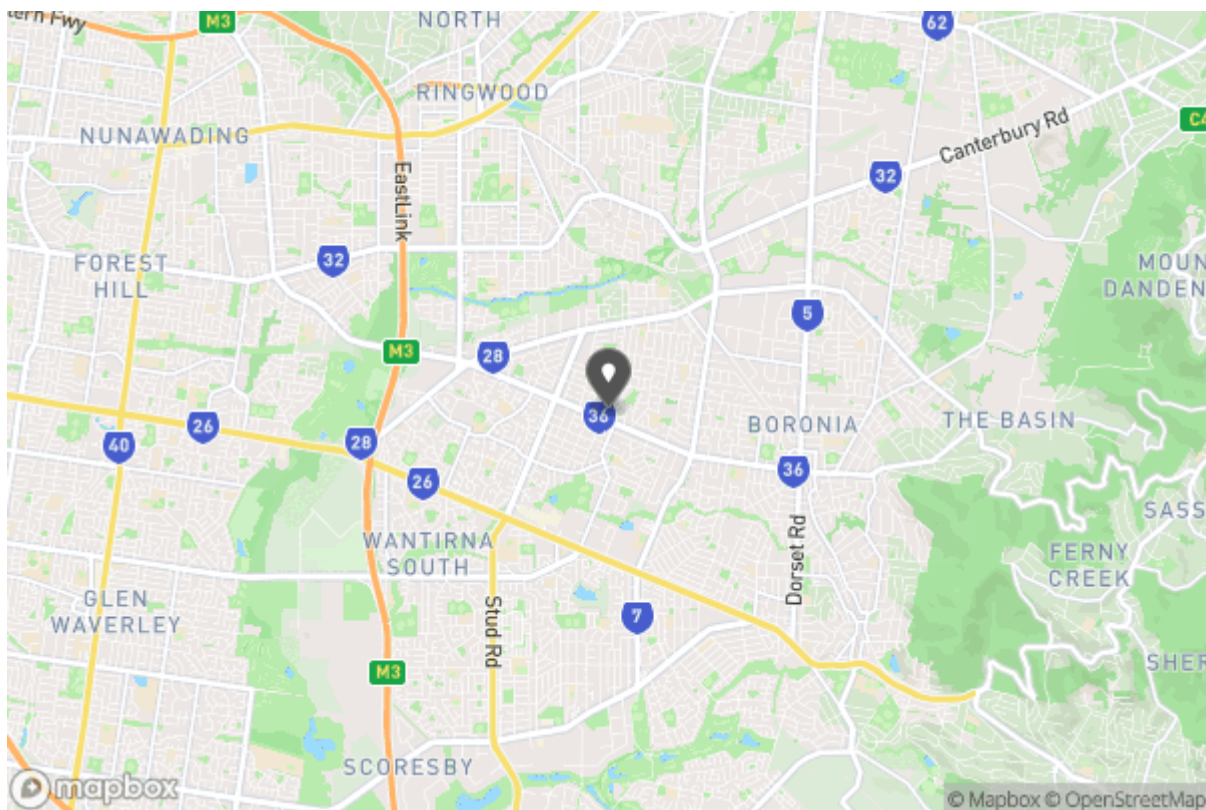 tern Fwy
M3
NORTH
62
RINGWOOD
NUNAWADING
C4
Canterbury Rd
32
EastLink
FOREST
HILL
32
MOUN
DANDEN
5
M3
28
36
26
40
28
BORONIA
THE BASIN
36
26
SASS
WANTIRNA
SOUTH
FERNY
CREEK
Dorset Rd
GLEN
WAVERLEY
Stud Rd
7
SHER
M3
SCORESBY
mapbox
© Mapbox © OpenStreetMap